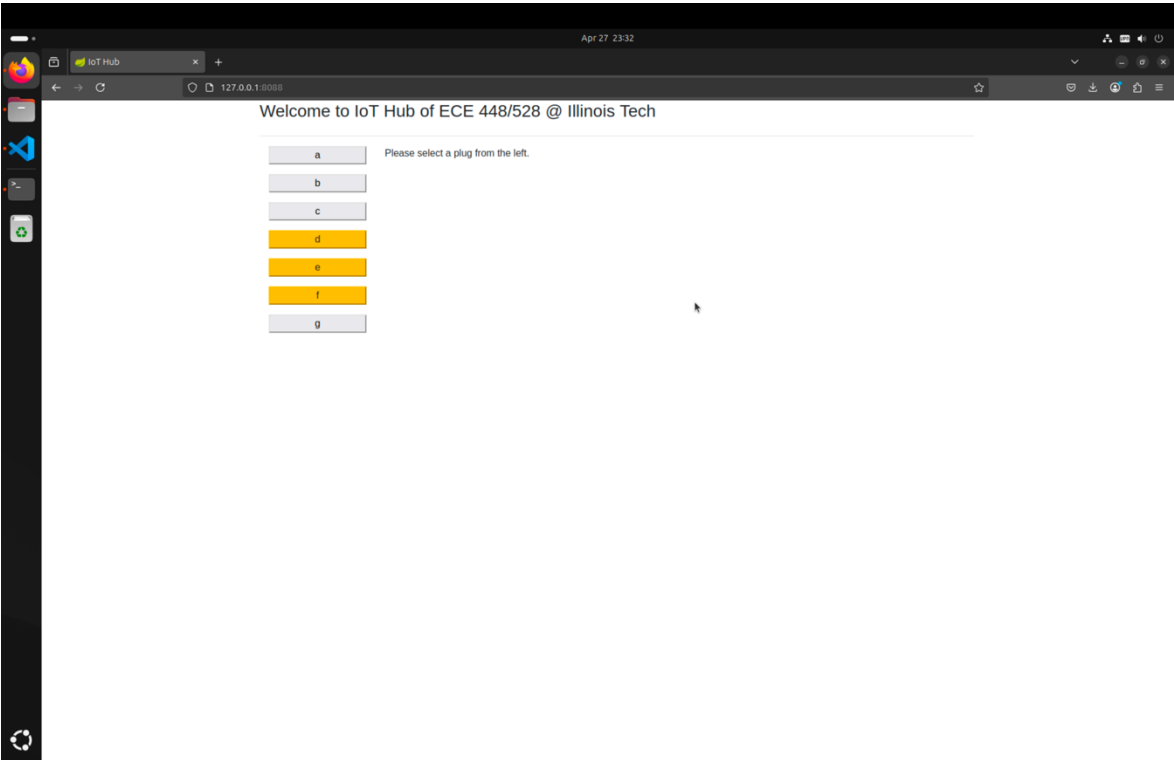 Apr 27 23:32
IoT Hub
127.0.0.1:8088
Welcome to IoT Hub of ECE 448/528 @ Illinois Tech
a
Please select a plug from the left.
b
c
d
e
f
g